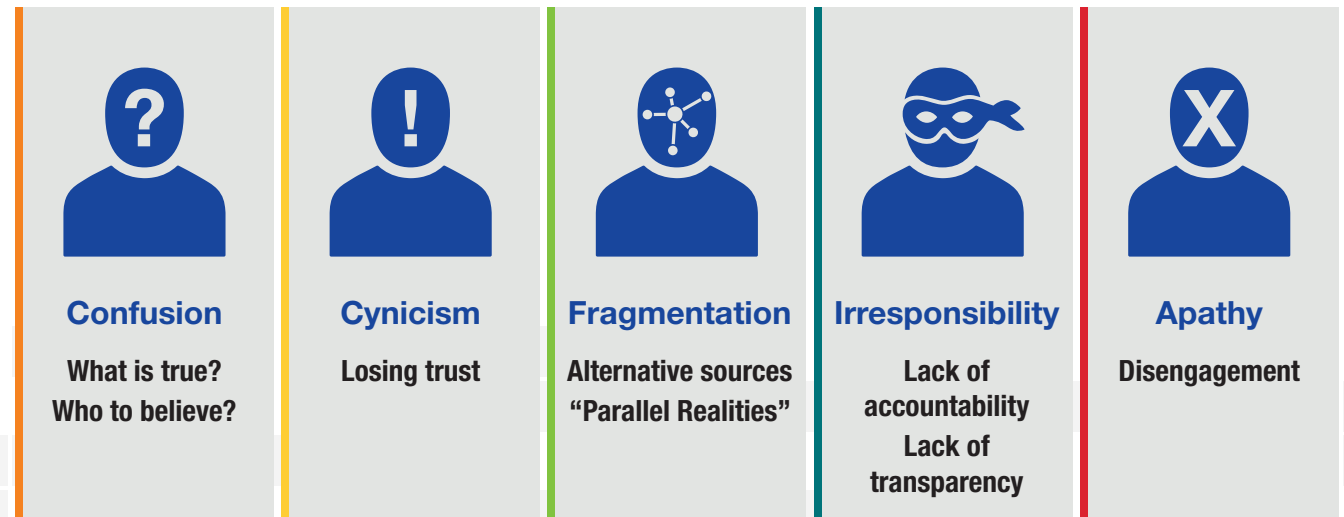 ?
!
X
Confusion
What is true?
Who to believe?
Cynicism
Losing trust
Fragmentation
Alternative sources
“Parallel Realities”
Irresponsibility
Lack of
accountability
Lack of
transparency
Apathy
Disengagement